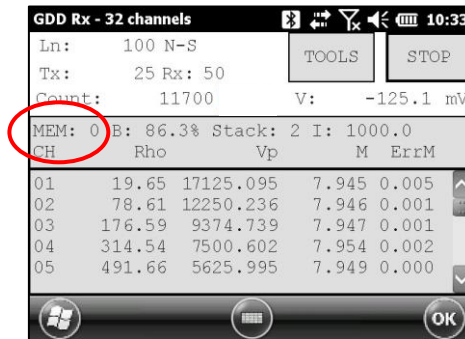 GDD Rx - 32 channels 10:33
Ln: 100 N-S
TOOLS STOP
Tx: 25 Rx: 50
Count: 11700 V: -125.1 mV
MEM: 0 B: 86.3% Stack: 2 I: 1000.0
CH Rho Vp M ErrM
01 19.65 17125.095 7.945 0.005
02 78.61 12250.236 7.946 0.001
03 176.59 9374.739 7.947 0.001
04 314.54 7500.602 7.954 0.002
05 491.66 5625.995 7.949 0.000
OK